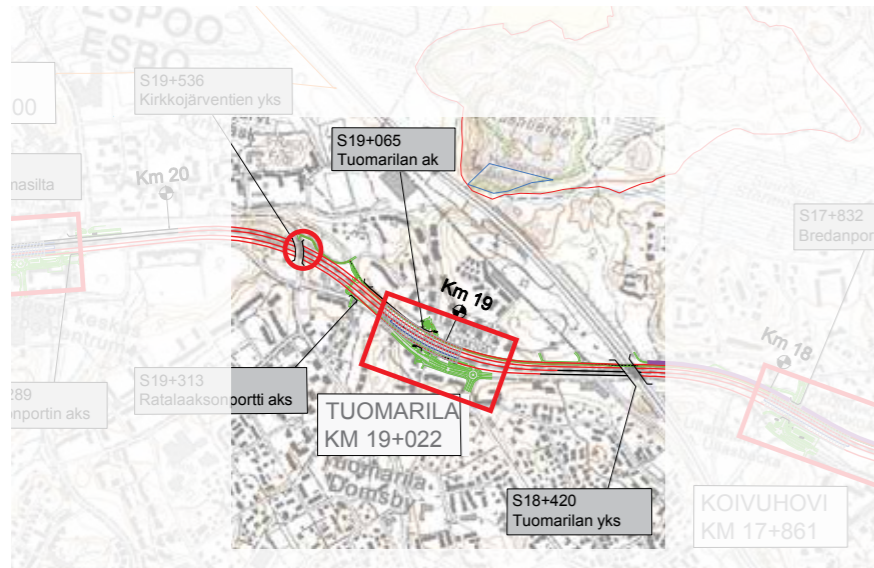 ESPOO
ESBO
S19+536
Kirkkojärventien yks
00
S19+065
Tuomarilan ak
Km 20
masilta
S17+832
Km 19
Km 18
S19+313
Ratalaaksonportti aks
289
onportin aks
TUOMARILA
KM 19+022
Tuomarila
Domsby
S18+420
Tuomarilan yks
KOIVUHOVI
KM 17+861